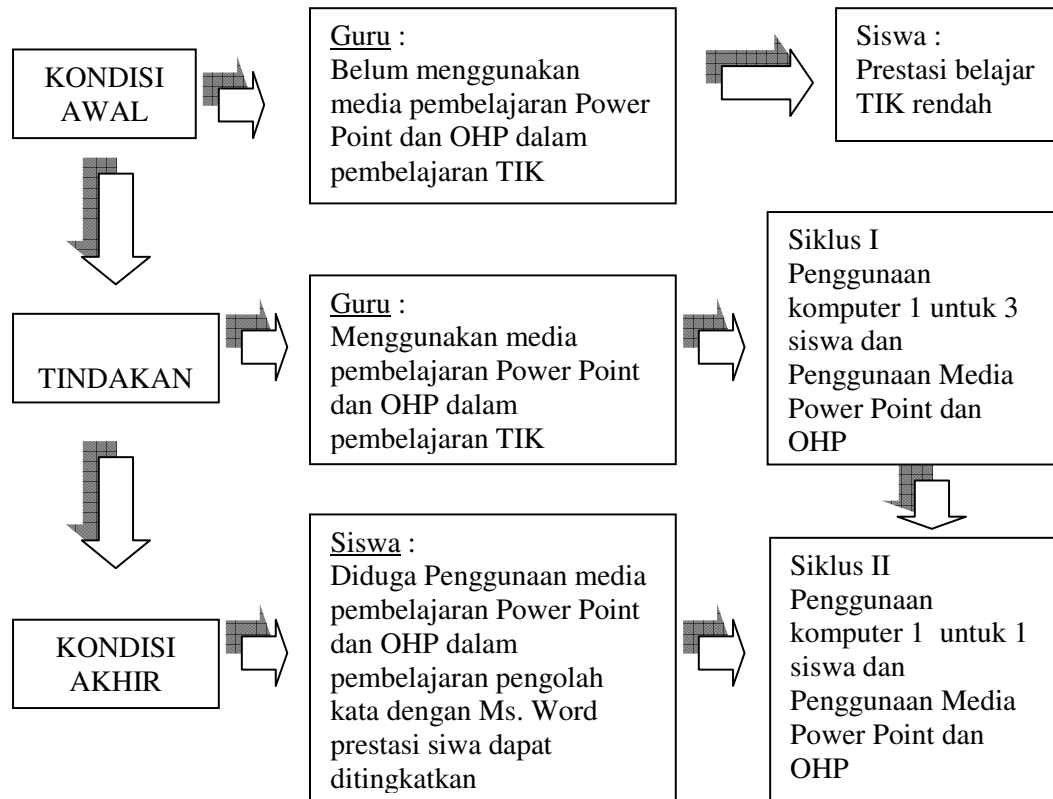 KONDISI
AWAL
Guru :
Belum menggunakan
media pembelajaran Power
Point dan OHP dalam
pembelajaran TIK
Siswa :
Prestasi belajar
TIK rendah
TINDAKAN
Guru :
Menggunakan media
pembelajaran Power Point
dan OHP dalam
pembelajaran TIK
Siklus I
Penggunaan
komputer 1 untuk 3
siswa dan
Penggunaan Media
Power Point dan
OHP
KONDISI
AKHIR
Siswa :
Diduga Penggunaan media
pembelajaran Power Point
dan OHP dalam
pembelajaran pengolah
kata dengan Ms. Word
prestasi siwa dapat
ditingkatkan
Siklus II
Penggunaan
komputer 1 untuk 1
siswa dan
Penggunaan Media
Power Point dan
OHP